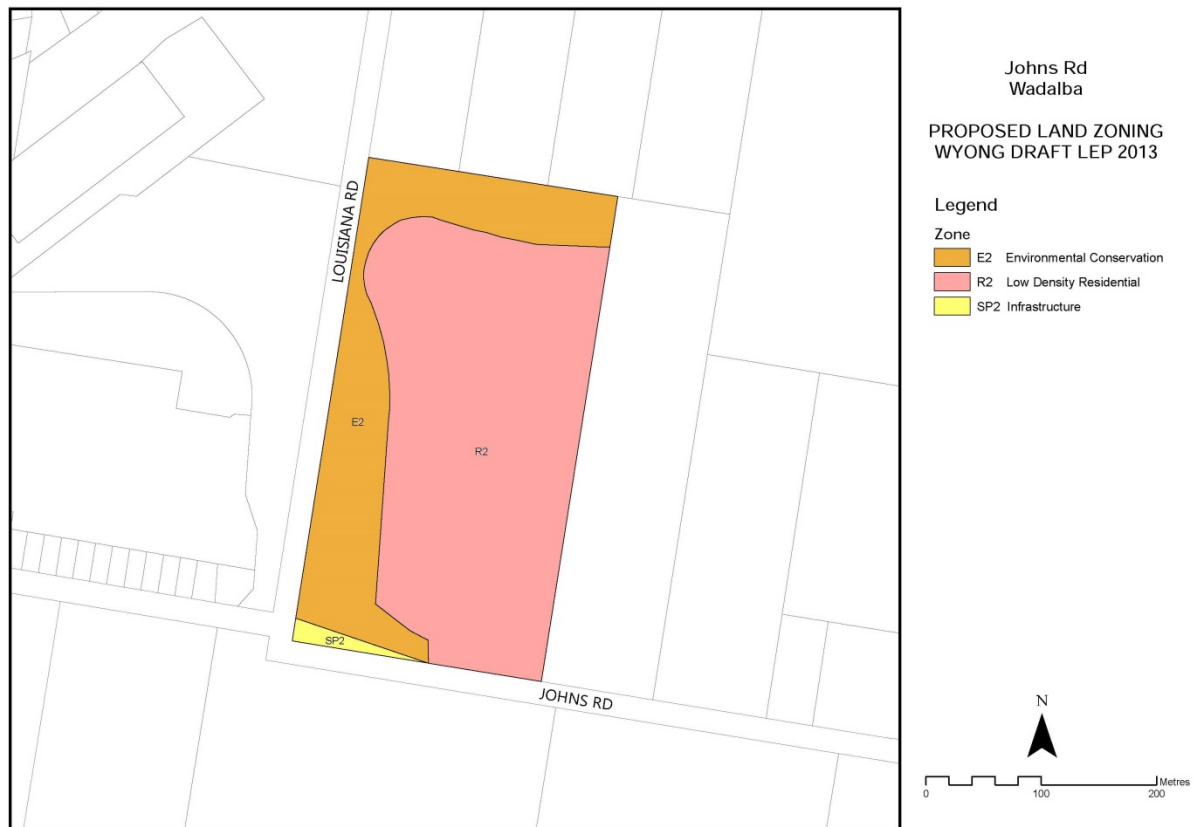 LOUISIANA RD
E2
R2
SP2
JOHNS RD
Johns Rd
Wadalba
PROPOSED LAND ZONING
WYONG DRAFT LEP 2013
Legend
Zone
E2 Environmental Conservation
R2 Low Density Residential
SP2 Infrastructure
N
Metres
0 100 200